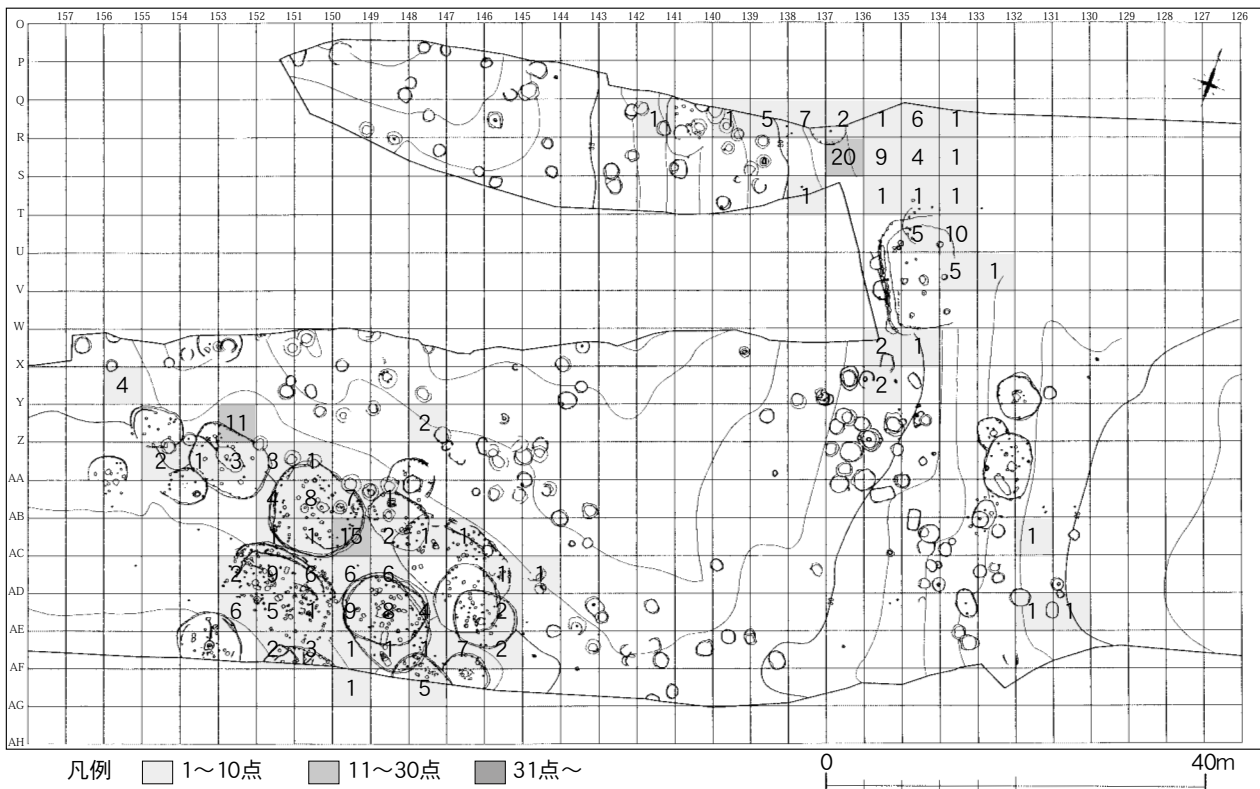 157 156 155 154 153 152 151 150 149 148 147 146 145 144 143 142 141 140 139 138 137 136 135 134 133 132 131 130 129 128 127 126
O
P
Q
1 1 5 7 2 1 6 1
R
20 9 4 1
S
1 1 1 1
T
5 10
U
5 1
V
W
2 1
X
4 2
Y
11 2
Z
2 1 3 3 1
AA
4 8 7 1
AB
1 15 2 1 1 1
AC
2 9 6 6 6 1 1
AD
6 5 4 9 8 4 2 1 1
AE
2 3 1 1 1 7 2
AF
1 5
AG
AH
凡例 1～10点 11～30点 31点～
0 40m